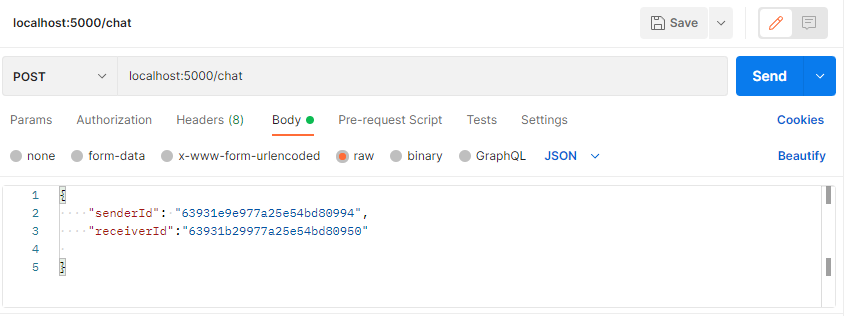 localhost:5000/chat
Save
POST
localhost:5000/chat
Send
Params Authorization Headers (8) Body Pre-request Script Tests Settings Cookies
none form-data x-www-form-urlencoded raw binary GraphQL JSON Beautify
1 {
2 "senderId": "63931e9e977a25e54bd80994",
3 "receiverId":"63931b29977a25e54bd80950"
4
5 }